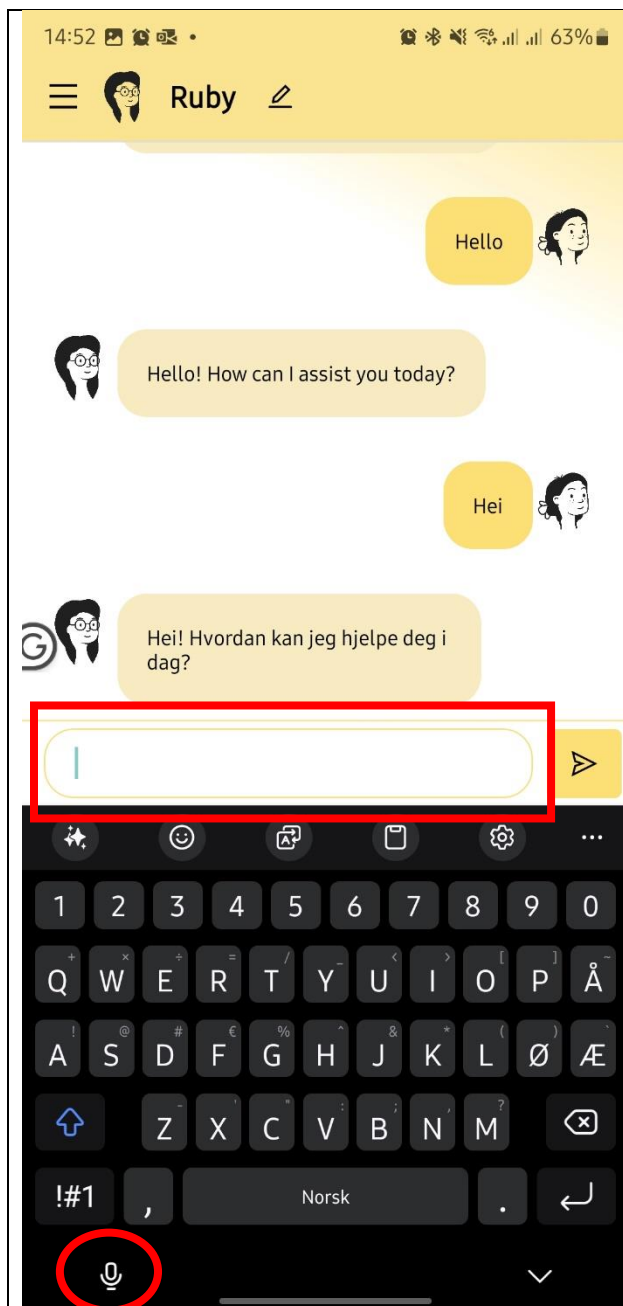 14:52 63%
Ruby
Hello
Hello! How can I assist you today?
Hei
Hei! Hvordan kan jeg hjelpe deg i
dag?
G
1 2 3 4 5 6 7 8 9 0
+ × ÷ = / _ < > [ ] ~
Q W E R T Y U I O P Å
! @ # € % ^ & * ( ) `
A S D F G H J K L Ø Æ
- ' " : ; , ?
Z X C V B N M
!#1 , Norsk .